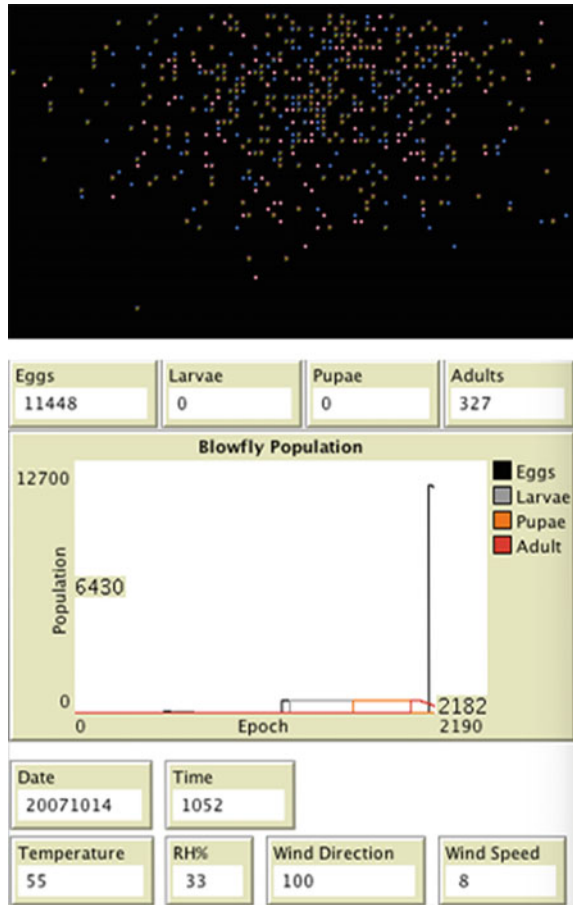 Eggs Larvae Pupae Adults
11448 0 0 327
Blowfly Population
12700
Eggs
Larvae
Pupae
Adult
Population
6430
0
2182
0 Epoch 2190
Date Time
20071014 1052
Temperature RH% Wind Direction Wind Speed
55 33 100 8